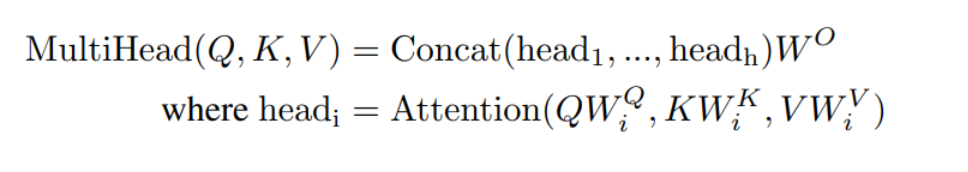 MultiHead(Q, K, V) = Concat(head₁, ..., headₕ)W^O
where headᵢ = Attention(QWᵢ^Q, KWᵢ^K, VWᵢ^V)